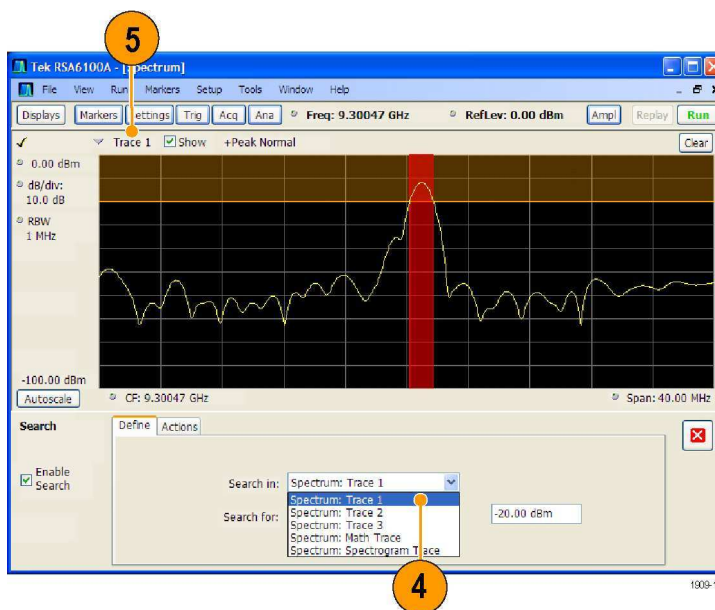 5
Tek RSA6100A - [Spectrum]
File View Run Markers Setup Tools Window Help
Displays Markers Settings Trig Acq Ana Freq: 9.30047 GHz RefLev: 0.00 dBm Ampl Replay Run
Trace 1 Show +Peak Normal Clear
0.00 dBm
dB/div:
10.0 dB
RBW
1 MHz
-100.00 dBm
Autoscale CF: 9.30047 GHz Span: 40.00 MHz
Search Define Actions
Enable
Search
Search in: Spectrum: Trace 1
Spectrum: Trace 1
Spectrum: Trace 2
Search for: -20.00 dBm
Spectrum: Trace 3
Spectrum: Math Trace
Spectrum: Spectrogram Trace
4